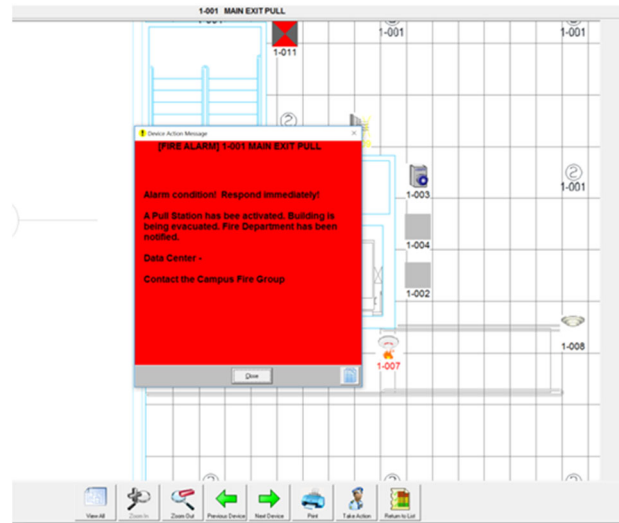 1-001 MAIN EXIT PULL
1-001
1-001
1-011
Device Action Message
[FIRE ALARM] 1-001 MAIN EXIT PULL
Alarm condition! Respond immediately!
A Pull Station has bee activated. Building is
being evacuated. Fire Department has been
notified.
Data Center -
Contact the Campus Fire Group
Close
S
1-003
S
1-001
1-004
1-002
1-008
1-007
View All
Zoom In
Zoom Out
Previous Device
Next Device
Print
Take Action
Return to List